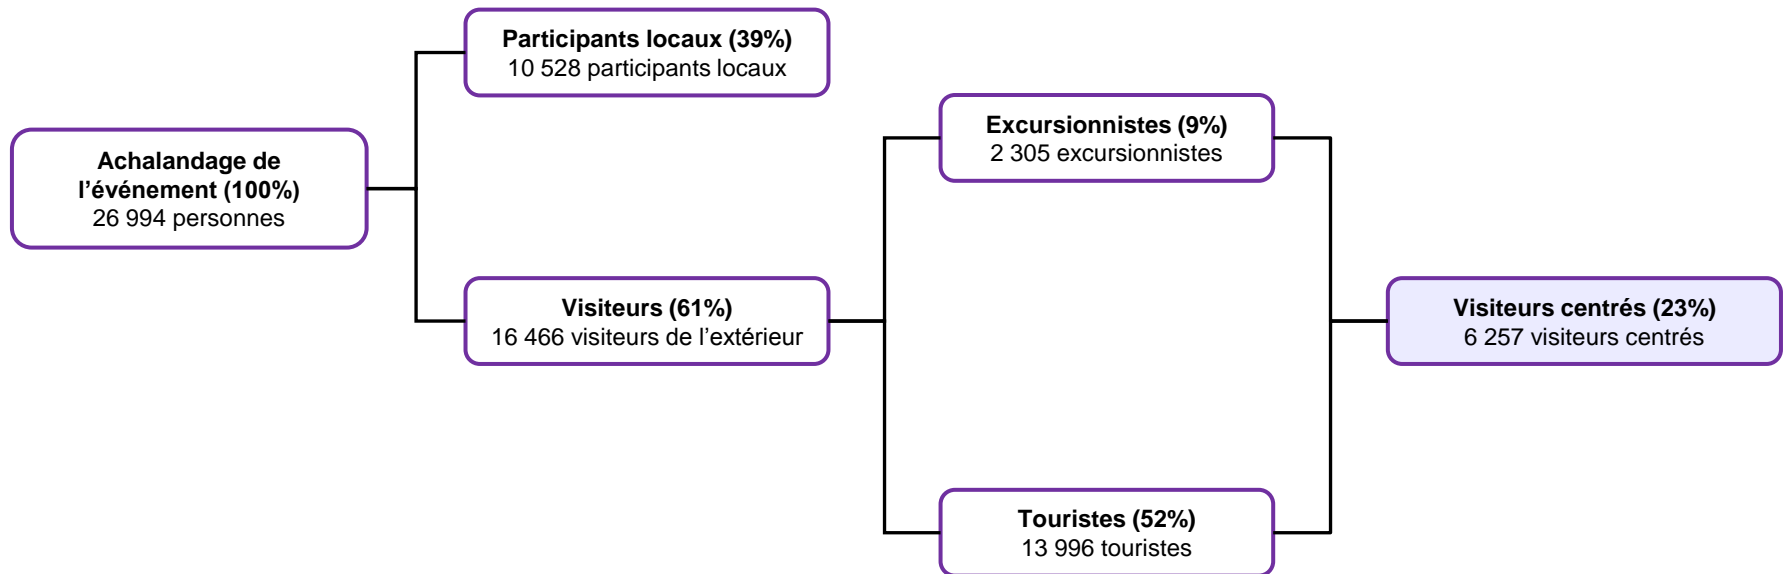 Achalandage de
l’événement (100%)
26 994 personnes
Participants locaux (39%)
10 528 participants locaux
Visiteurs (61%)
16 466 visiteurs de l’extérieur
Excursionnistes (9%)
2 305 excursionnistes
Touristes (52%)
13 996 touristes
Visiteurs centrés (23%)
6 257 visiteurs centrés